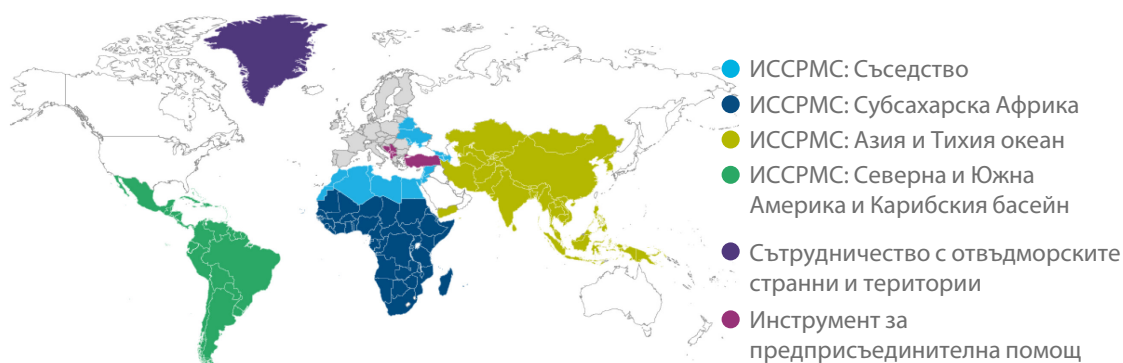 ИССРМС: Съседство
ИССРМС: Субсахарска Африка
ИССРМС: Азия и Тихия океан
ИССРМС: Северна и Южна
Америка и Карибския басейн
Сътрудничество с отвъдморските
странни и територии
Инструмент за
предприсъединителна помощ